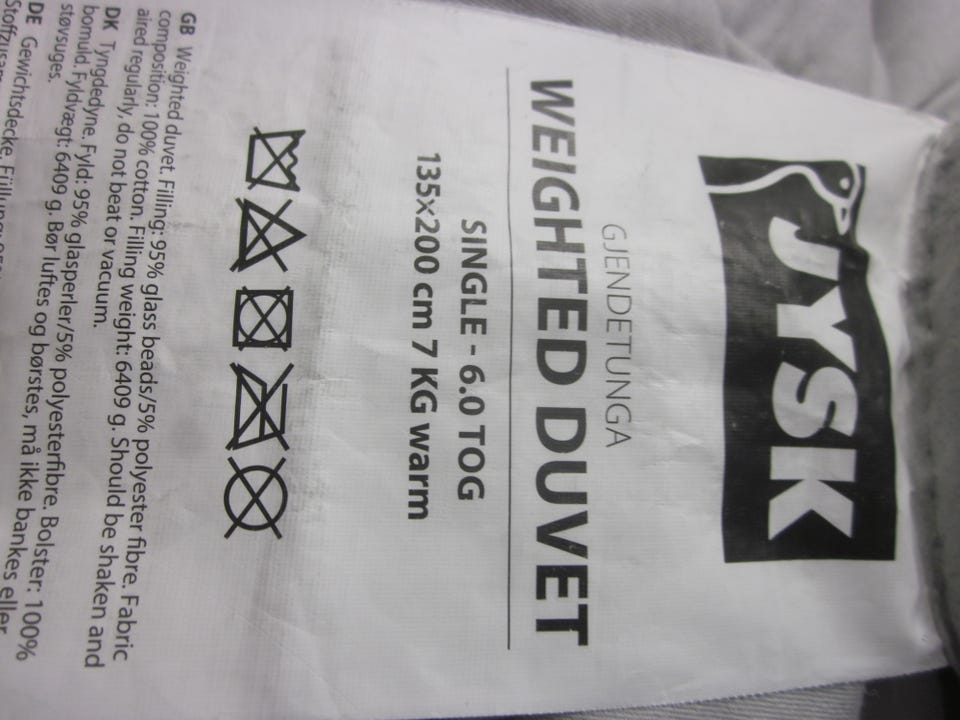 JYSK
GJENDETUNGA
WEIGHTED DUVET
SINGLE - 6.0 TOG
135x200 cm 7 KG warm
GB Weighted duvet. Filling: 95% glass beads/5% polyester fibre. Fabric
composition: 100% cotton. Filling weight: 6409 g. Should be shaken and
aired regularly, do not beat or vacuum.
DK Tyngdedyne. Fyld: 95% glasperler/5% polyesterfibre. Bolster: 100%
bomuld. Fyldvægt: 6409 g. Bør luftes og børstes, må ikke bankes eller
støvsuges.
DE Gewichtsdecke. Füllung: 95%